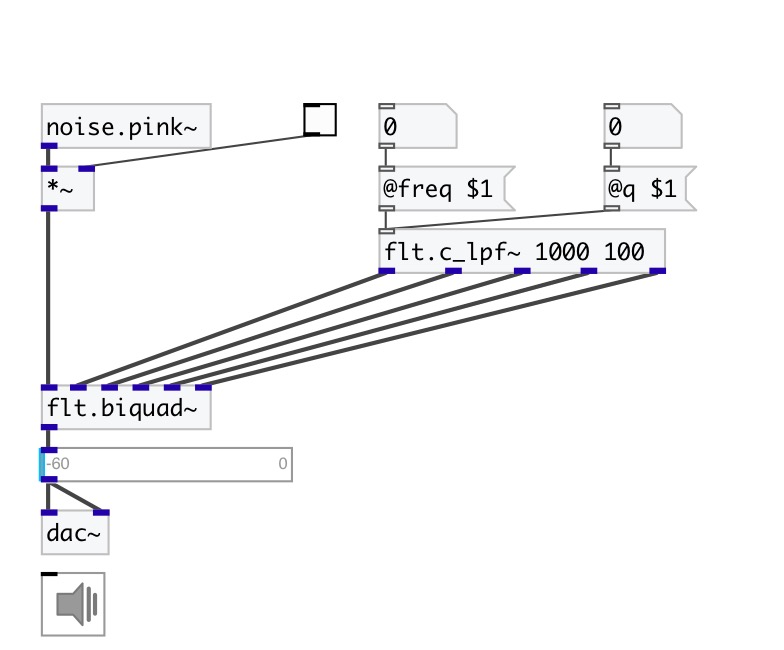 noise.pink~
0
0
*~
@freq $1
@q $1
flt.c_lpf~ 1000 100
flt.biquad~
-60 0
dac~